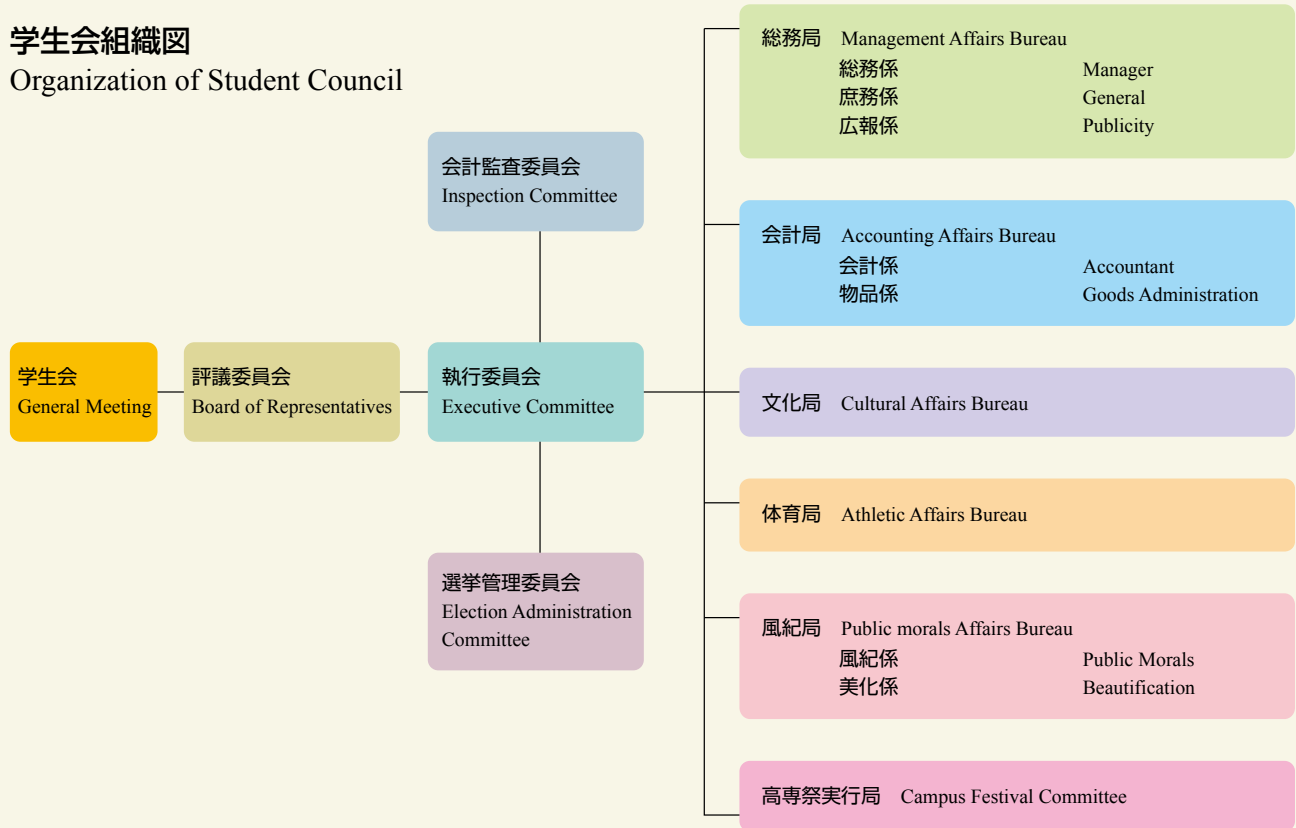 学生会組織図
Organization of Student Council
学生会
General Meeting
評議委員会
Board of Representatives
会計監査委員会
Inspection Committee
執行委員会
Executive Committee
選挙管理委員会
Election Administration
Committee
総務局 Management Affairs Bureau
総務係 Manager
庶務係 General
広報係 Publicity
会計局 Accounting Affairs Bureau
会計係 Accountant
物品係 Goods Administration
文化局 Cultural Affairs Bureau
体育局 Athletic Affairs Bureau
風紀局 Public morals Affairs Bureau
風紀係 Public Morals
美化係 Beautification
高専祭実行局 Campus Festival Committee